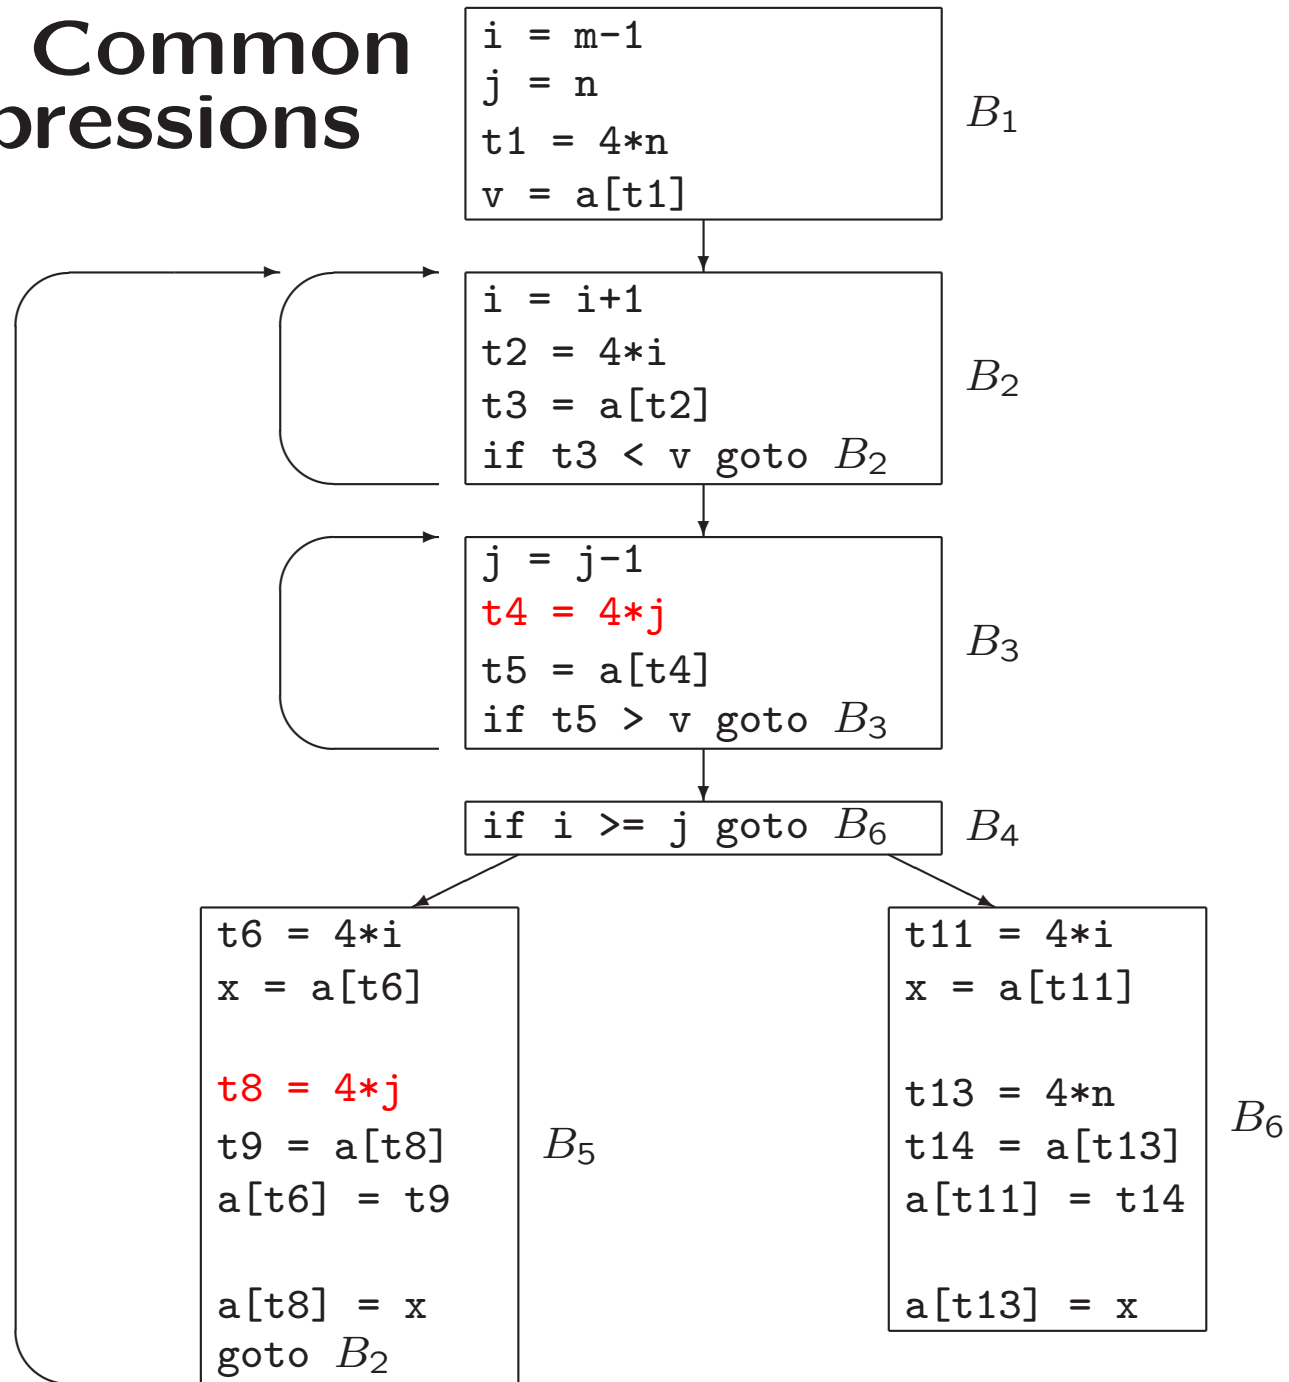 Common
pressions
i = m-1
j = n
t1 = 4*n
v = a[t1]
B1
i = i+1
t2 = 4*i
t3 = a[t2]
if t3 < v goto B2
B2
j = j-1
t4 = 4*j
t5 = a[t4]
if t5 > v goto B3
B3
if i >= j goto B6
B4
t6 = 4*i
x = a[t6]
t8 = 4*j
t9 = a[t8]
a[t6] = t9
a[t8] = x
goto B2
B5
t11 = 4*i
x = a[t11]
t13 = 4*n
t14 = a[t13]
a[t11] = t14
a[t13] = x
B6